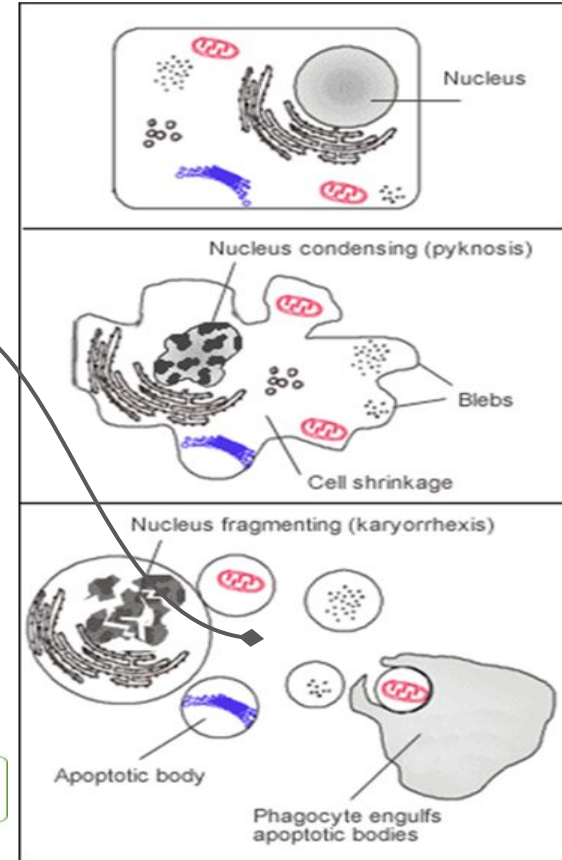 Nucleus
Nucleus condensing (pyknosis)
Blebs
Cell shrinkage
Nucleus fragmenting (karyorrhexis)
Apoptotic body
Phagocyte engulfs
apoptotic bodies